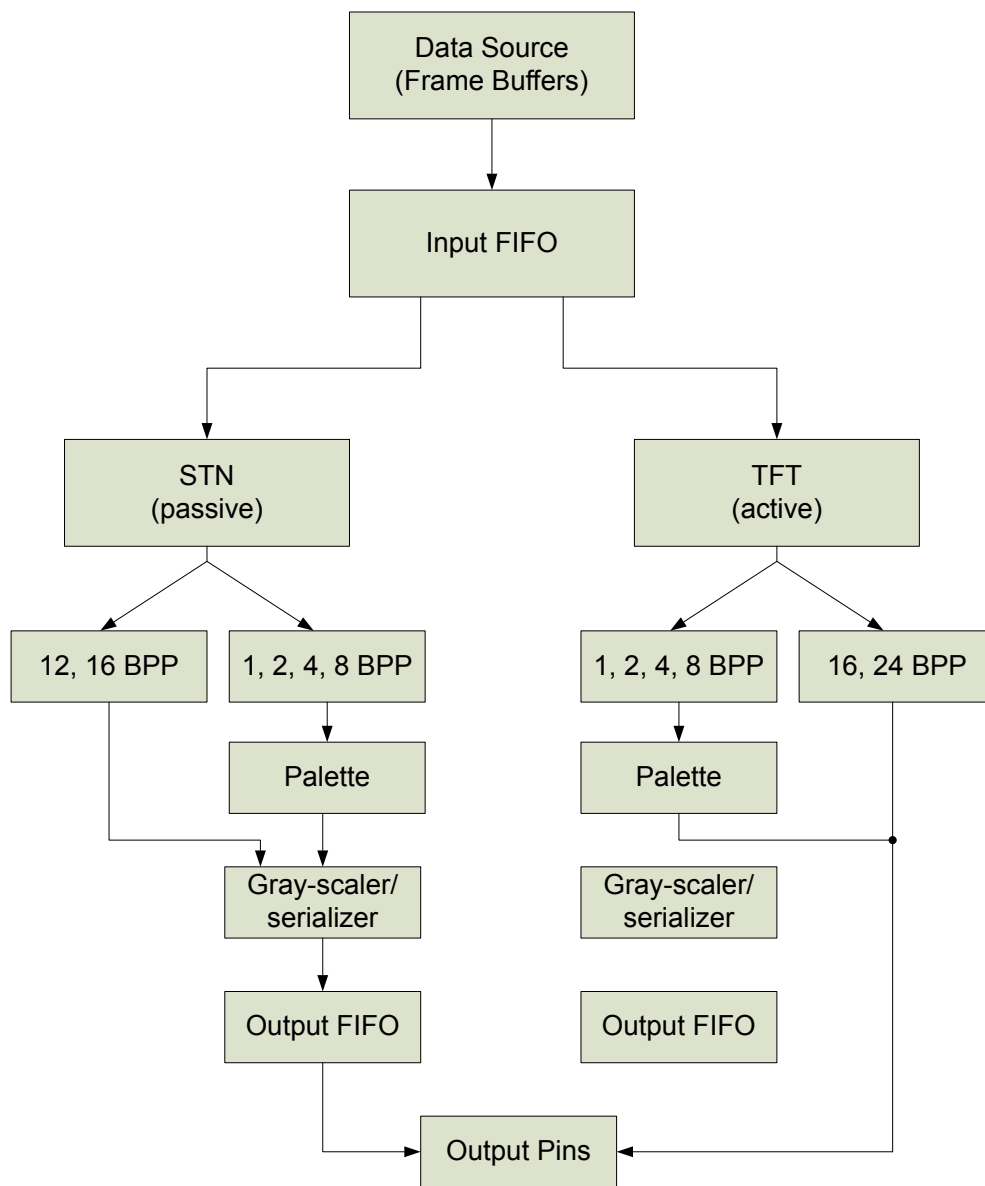 Data Source
(Frame Buffers)
Input FIFO
STN
(passive)
TFT
(active)
12, 16 BPP
1, 2, 4, 8 BPP
1, 2, 4, 8 BPP
16, 24 BPP
Palette
Palette
Gray-scaler/
serializer
Gray-scaler/
serializer
Output FIFO
Output FIFO
Output Pins